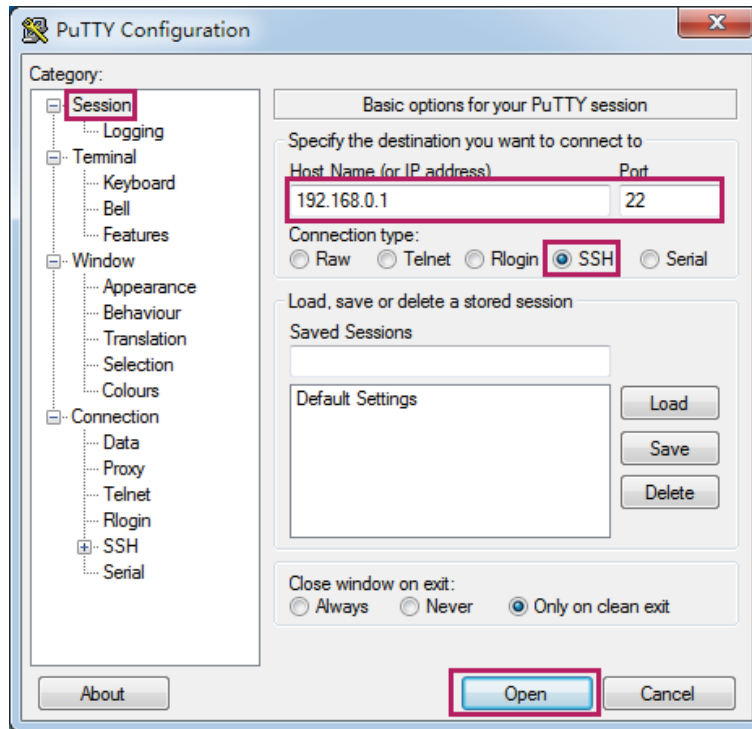 PuTTY Configuration
Category:
Session
Logging
Terminal
Keyboard
Bell
Features
Window
Appearance
Behaviour
Translation
Selection
Colours
Connection
Data
Proxy
Telnet
Rlogin
SSH
Serial
Basic options for your PuTTY session
Specify the destination you want to connect to
Host Name (or IP address) Port
192.168.0.1 22
Connection type:
Raw Telnet Rlogin SSH Serial
Load, save or delete a stored session
Saved Sessions
Default Settings
Load
Save
Delete
Close window on exit:
Always Never Only on clean exit
About Open Cancel